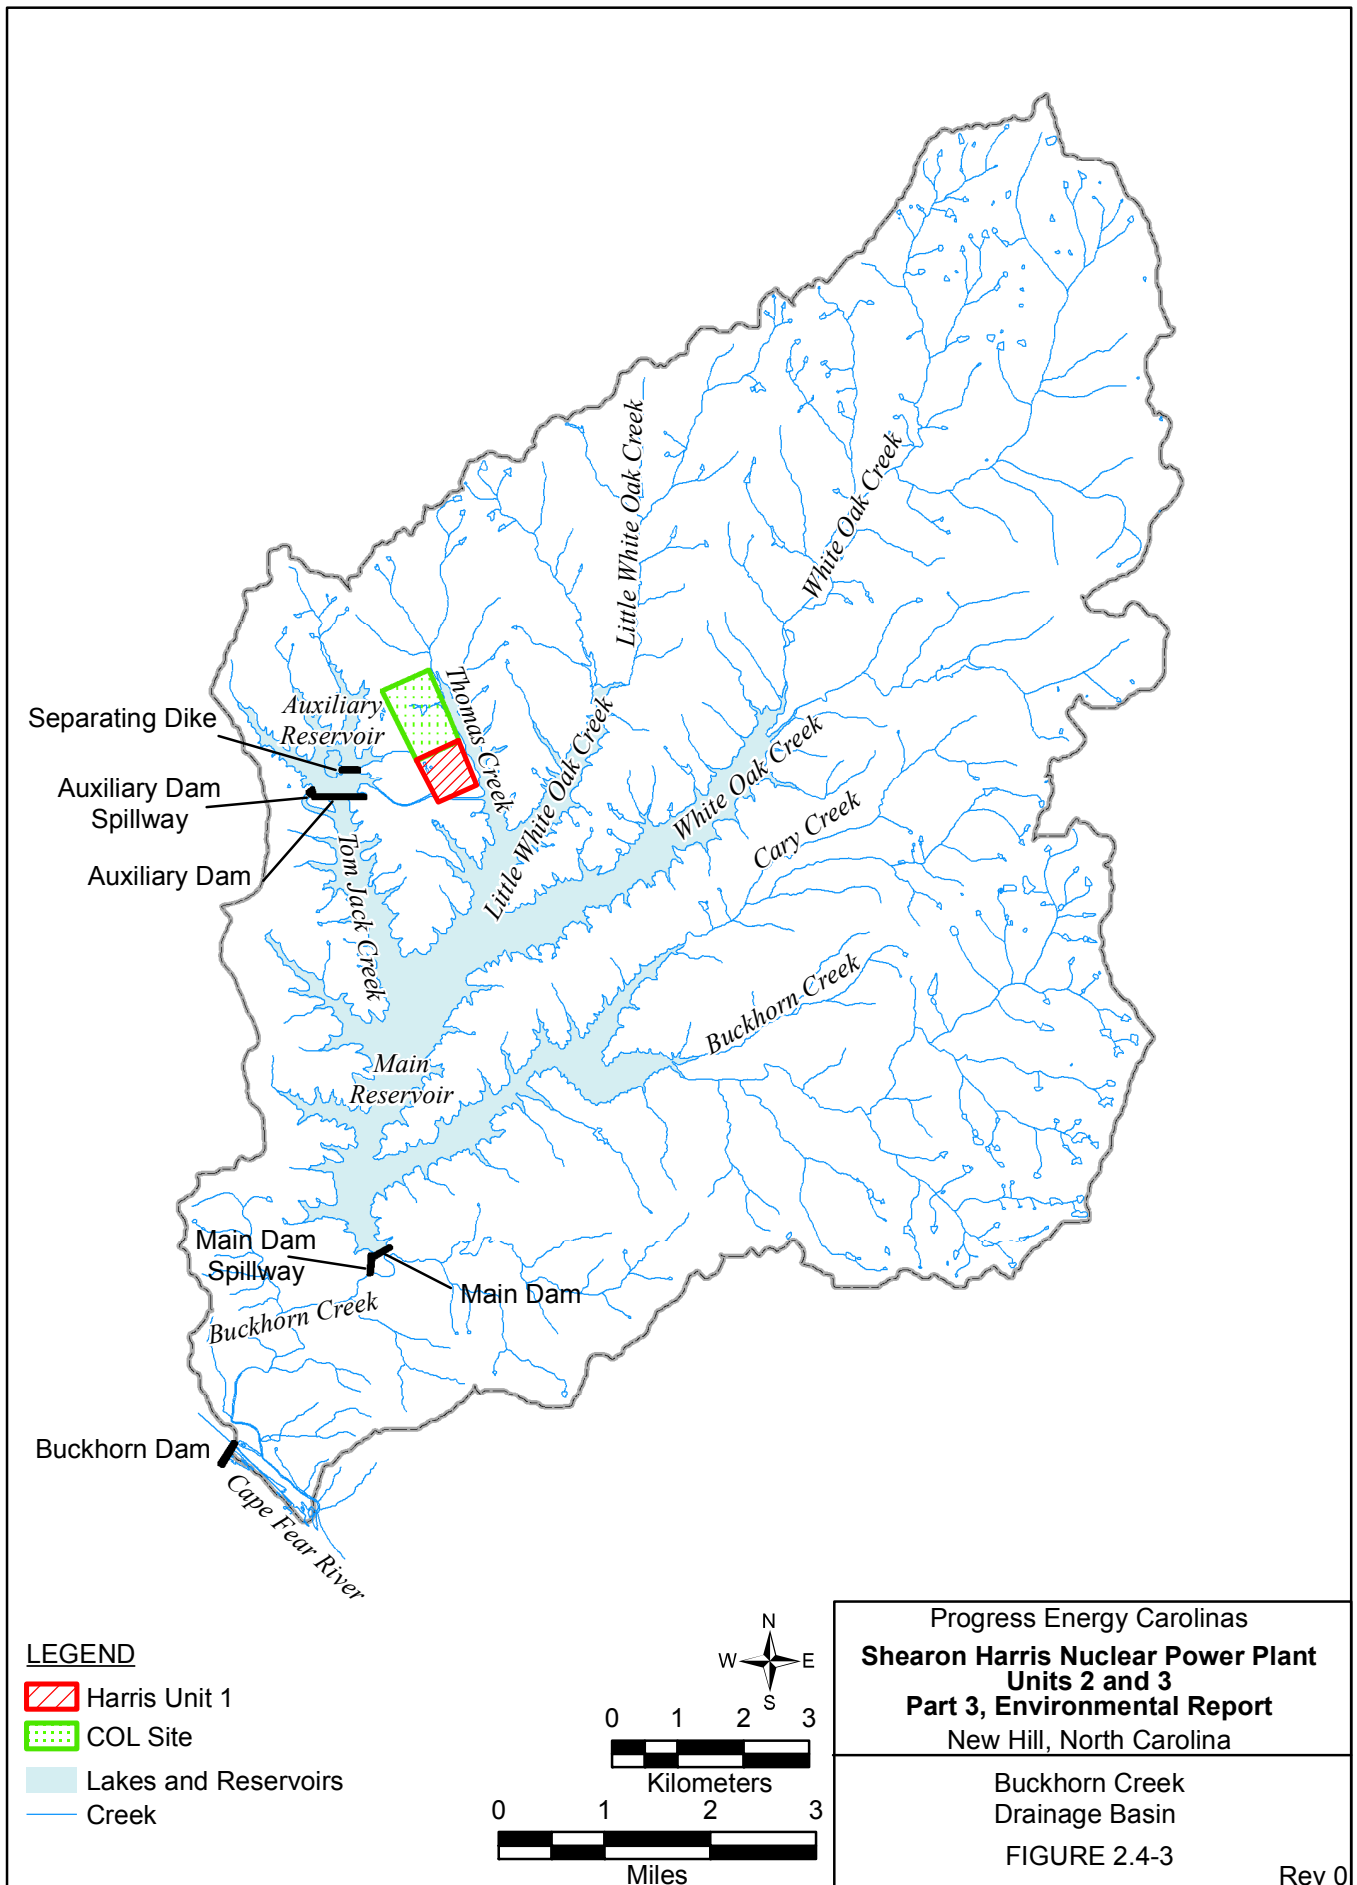 Little White Oak Creek
White Oak Creek
Thomas Creek
Auxiliary
Reservoir
Separating Dike
Auxiliary Dam
Spillway
Auxiliary Dam
Tom Jack Creek
Little White Oak Creek
White Oak Creek
Cary Creek
Buckhorn Creek
Main
Reservoir
Main Dam
Spillway
Main Dam
Buckhorn Creek
Buckhorn Dam
Cape Fear River
LEGEND
Harris Unit 1
COL Site
Lakes and Reservoirs
Creek
N
W E
S
0 1 2 3
Kilometers
0 1 2 3
Miles
Progress Energy Carolinas
Shearon Harris Nuclear Power Plant
Units 2 and 3
Part 3, Environmental Report
New Hill, North Carolina
Buckhorn Creek
Drainage Basin
FIGURE 2.4-3
Rev 0